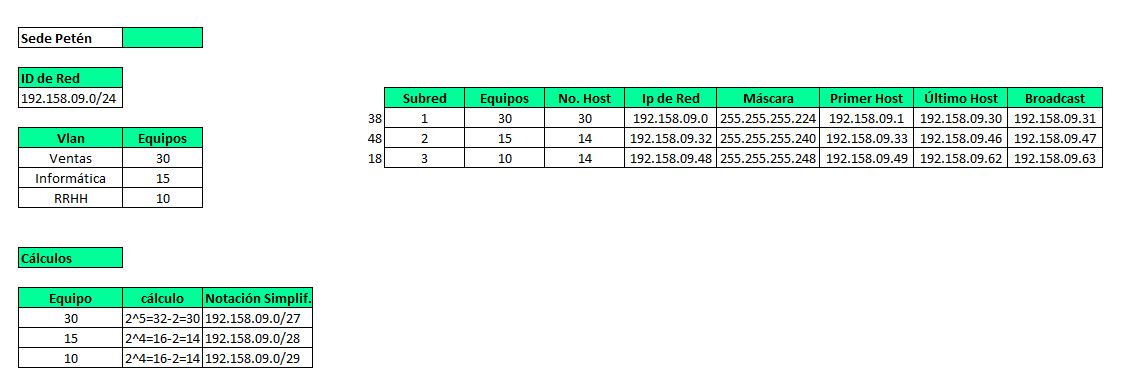 Sede Petén
ID de Red
192.158.09.0/24
Subred Equipos No. Host Ip de Red Máscara Primer Host Último Host Broadcast
38 1 30 30 192.158.09.0 255.255.255.224 192.158.09.1 192.158.09.30 192.158.09.31
48 2 15 14 192.158.09.32 255.255.255.240 192.158.09.33 192.158.09.46 192.158.09.47
18 3 10 14 192.158.09.48 255.255.255.248 192.158.09.49 192.158.09.62 192.158.09.63
Vlan Equipos
Ventas 30
Informática 15
RRHH 10
Cálculos
Equipo cálculo Notación Simplif.
30 2^5=32-2=30 192.158.09.0/27
15 2^4=16-2=14 192.158.09.0/28
10 2^4=16-2=14 192.158.09.0/29